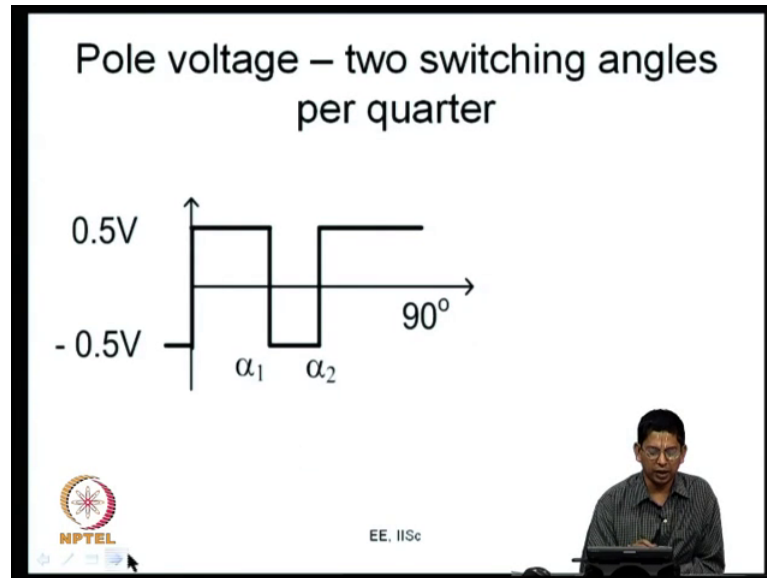 Pole voltage – two switching angles
per quarter
0.5V
90°
- 0.5V
α₁ α₂
NPTEL
EE, IISc